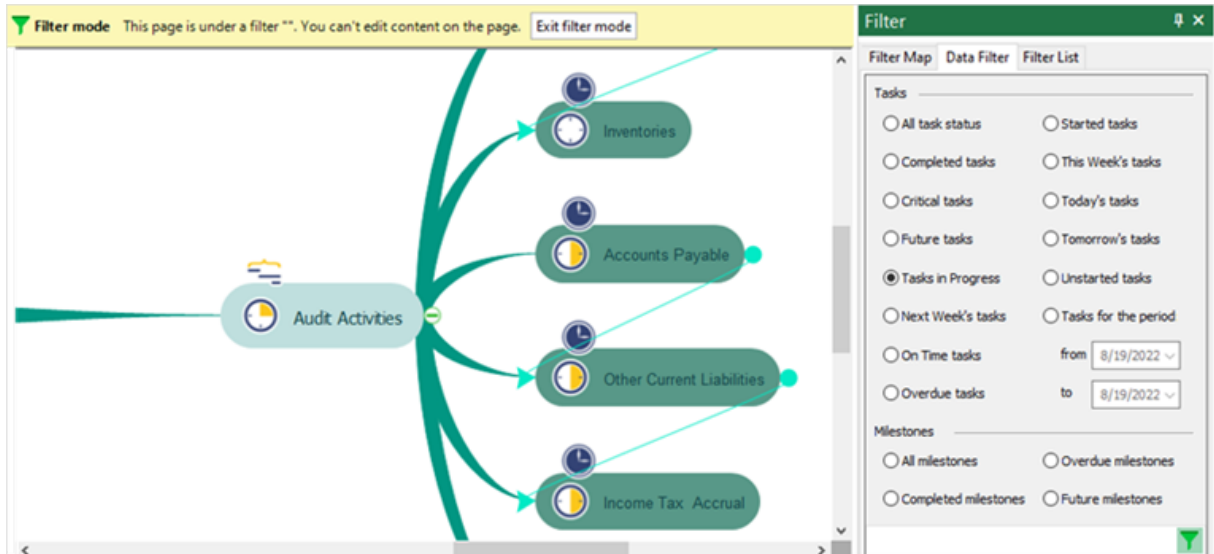 Filter mode This page is under a filter "". You can't edit content on the page. Exit filter mode
Inventories
Accounts Payable
Audit Activities
Other Current Liabilities
Income Tax Accrual
Filter
Filter Map Data Filter Filter List
Tasks
All task status Started tasks
Completed tasks This Week's tasks
Critical tasks Today's tasks
Future tasks Tomorrow's tasks
Tasks in Progress Unstarted tasks
Next Week's tasks Tasks for the period
On Time tasks from 8/19/2022
Overdue tasks to 8/19/2022
Milestones
All milestones Overdue milestones
Completed milestones Future milestones